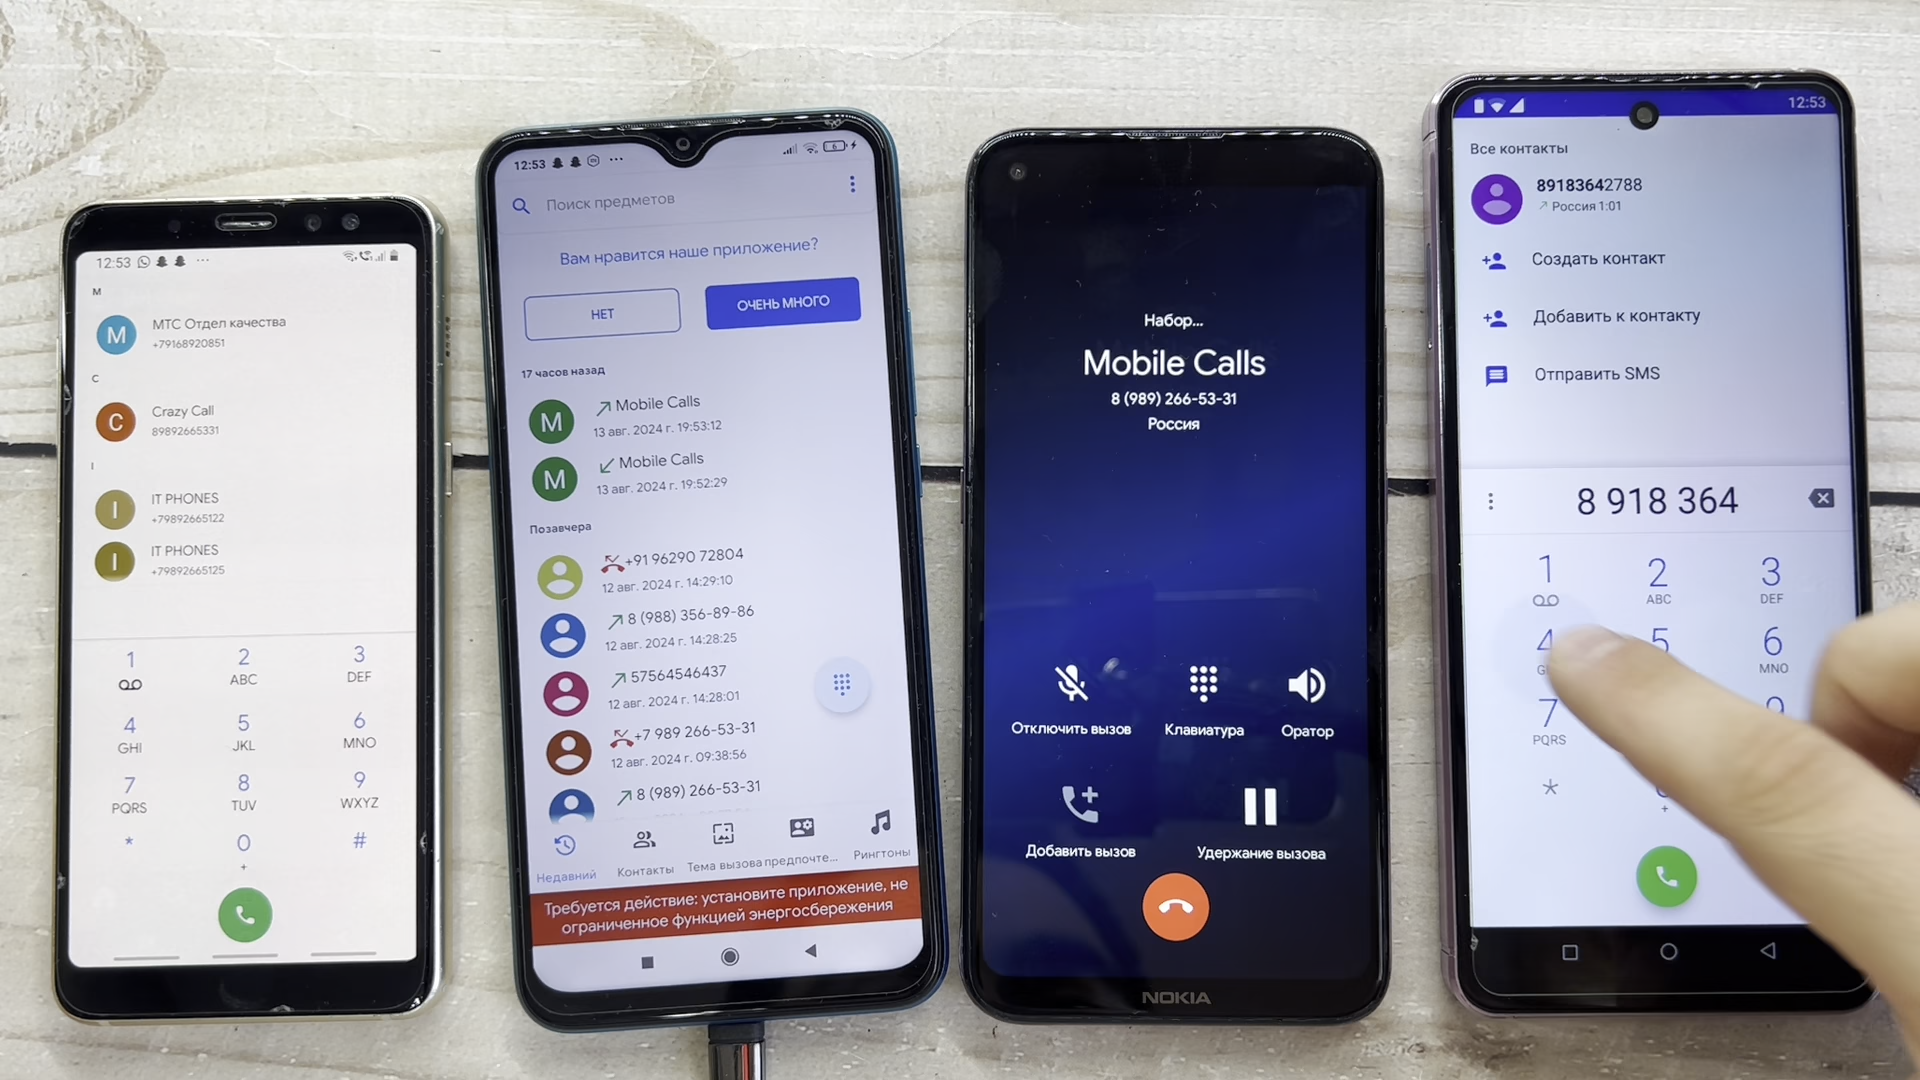 12:53
М
М
МТС Отдел качества
+79168920851
C
C
Crazy Call
89892665331
I
I
IT PHONES
+79892665122
I
IT PHONES
+79892665125
1
2
ABC
3
DEF
4
GHI
5
JKL
6
MNO
7
PQRS
8
TUV
9
WXYZ
*
0
+
#
12:53
6
Поиск предметов
Вам нравится наше приложение?
НЕТ
ОЧЕНЬ МНОГО
17 часов назад
M
Mobile Calls
13 авг. 2024 г. 19:53:12
M
Mobile Calls
13 авг. 2024 г. 19:52:29
Позавчера
+91 96290 72804
12 авг. 2024 г. 14:29:10
8 (988) 356-89-86
12 авг. 2024 г. 14:28:25
57564546437
12 авг. 2024 г. 14:28:01
+7 989 266-53-31
12 авг. 2024 г. 09:38:56
8 (989) 266-53-31
Недавний
Контакты
Тема вызова
предпочте...
Рингтоны
Требуется действие: установите приложение, не
ограниченное функцией энергосбережения
Набор...
Mobile Calls
8 (989) 266-53-31
Россия
Отключить вызов
Клавиатура
Оратор
Добавить вызов
Удержание вызова
NOKIA
12:53
Все контакты
89183642788
Россия 1:01
Создать контакт
Добавить к контакту
Отправить SMS
8 918 364
1
2
ABC
3
DEF
4
5
6
MNO
7
PQRS
*
+